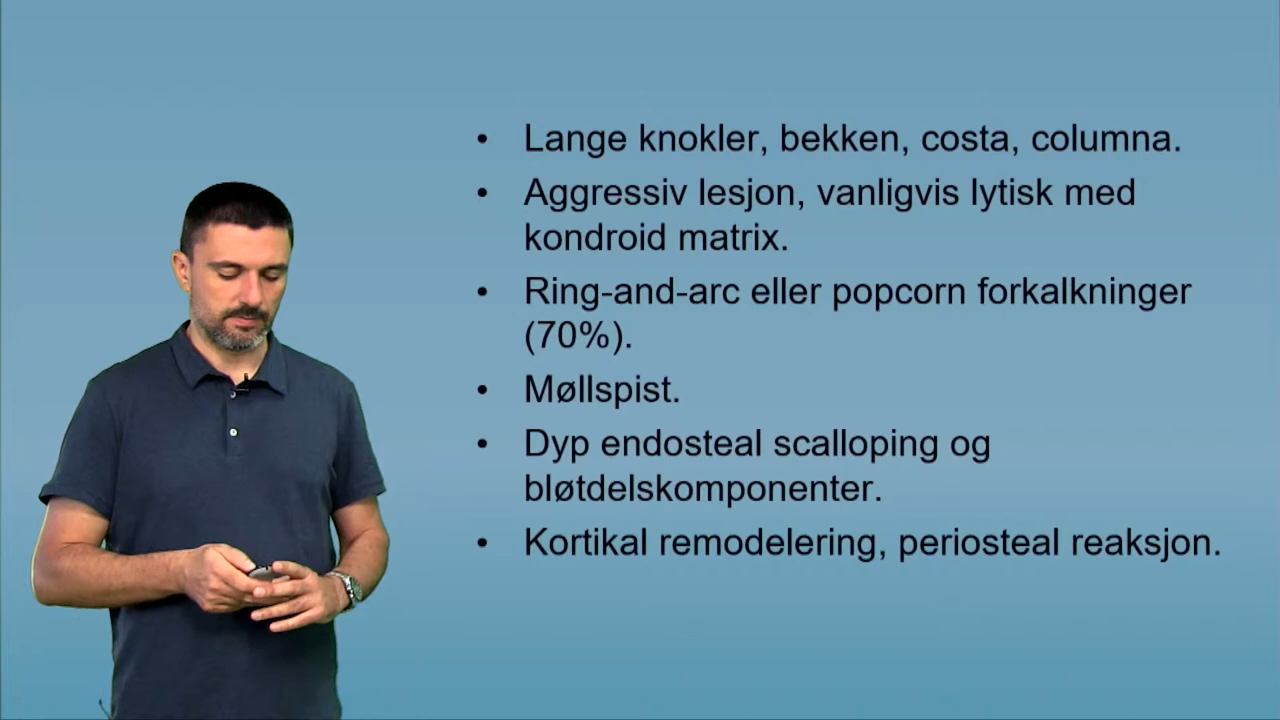 • Lange knokler, bekken, costa, columna.
• Aggressiv lesjon, vanligvis lytisk med
kondroid matrix.
• Ring-and-arc eller popcorn forkalkninger
(70%).
• Møllspist.
• Dyp endosteal scalloping og
bløtdelskomponenter.
• Kortikal remodelering, periosteal reaksjon.